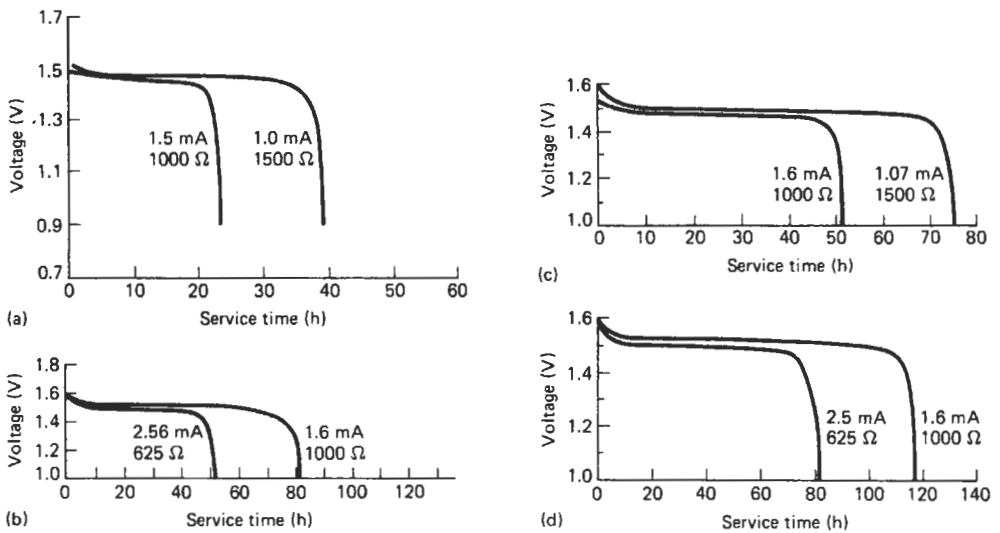 1.7
1.5
1.3
1.1
0.9
0.7
Voltage (V)
1.5 mA 1.0 mA
1000 Ω 1500 Ω
0 10 20 30 40 50 60
(a) Service time (h)
1.8
1.6
1.4
1.2
1.0
Voltage (V)
2.56 mA 1.6 mA
625 Ω 1000 Ω
0 20 40 60 80 100 120
(b) Service time (h)
1.6
1.4
1.2
1.0
Voltage (V)
1.6 mA 1.07 mA
1000 Ω 1500 Ω
0 10 20 30 40 50 60 70 80
Service time (h)
(c)
1.6
1.4
1.2
1.0
Voltage (V)
2.5 mA 1.6 mA
625 Ω 1000 Ω
0 20 40 60 80 100 120 140
(d) Service time (h)